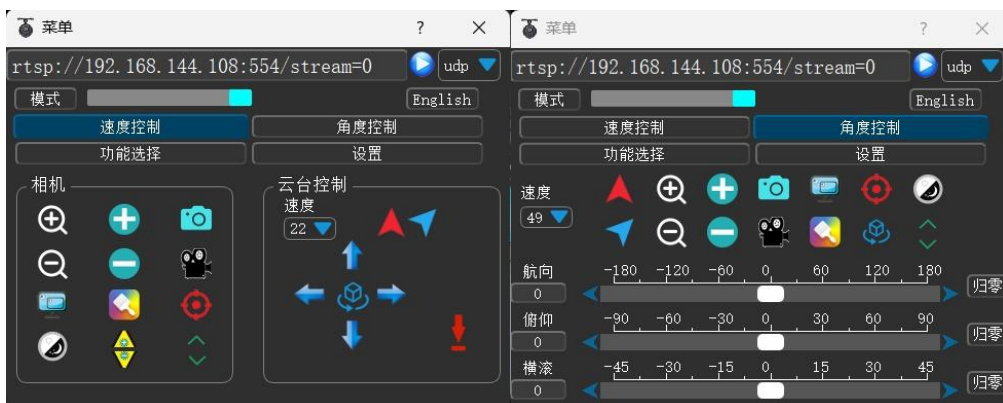 菜单 ? ×
rtsp://192.168.144.108:554/stream=0 udp
模式 English
速度控制 角度控制
功能选择 设置
相机
云台控制
速度
22
菜单 ? ×
rtsp://192.168.144.108:554/stream=0 udp
模式 English
速度控制 角度控制
功能选择 设置
速度
49
航向 -180 -120 -60 0 60 120 180 归零
0
俯仰 -90 -60 -30 0 30 60 90 归零
0
横滚 -45 -30 -15 0 15 30 45 归零
0